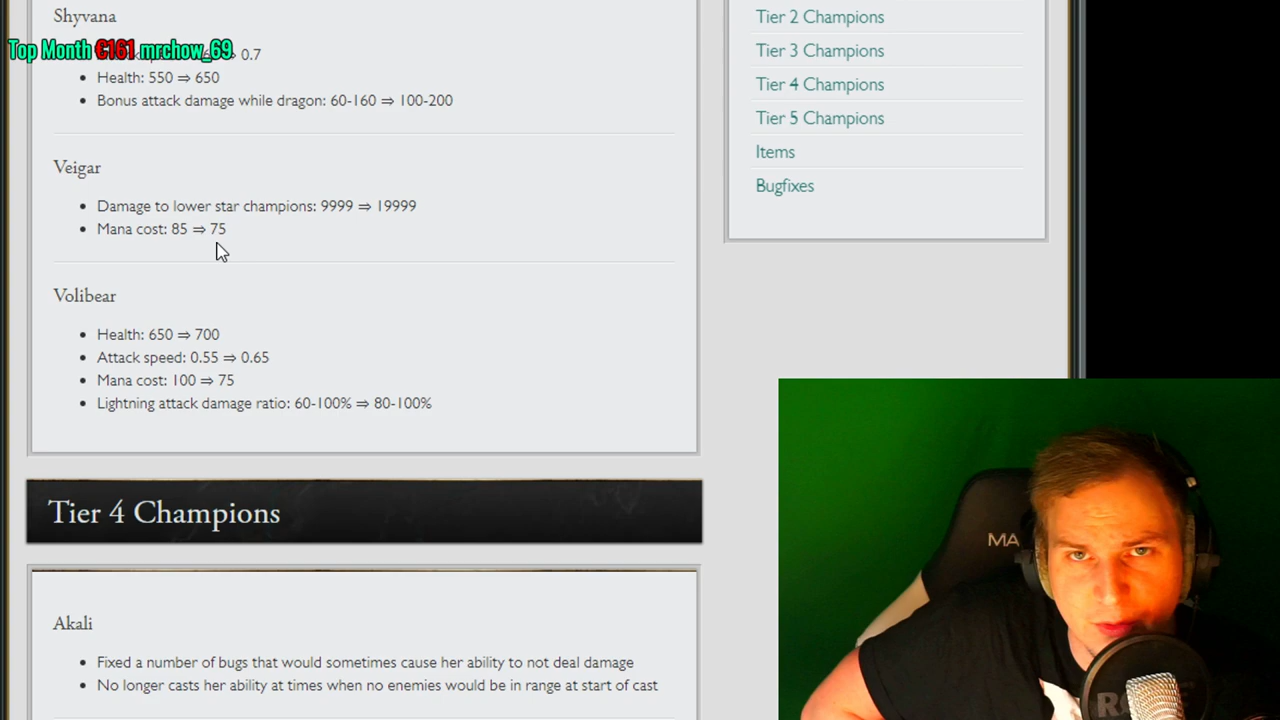 Shyvana
Top Month €161 mrchow_69
⇒ 0.7
• Health: 550 ⇒ 650
• Bonus attack damage while dragon: 60-160 ⇒ 100-200
Veigar
• Damage to lower star champions: 9999 ⇒ 19999
• Mana cost: 85 ⇒ 75
Volibear
• Health: 650 ⇒ 700
• Attack speed: 0.55 ⇒ 0.65
• Mana cost: 100 ⇒ 75
• Lightning attack damage ratio: 60-100% ⇒ 80-100%
Tier 4 Champions
Akali
• Fixed a number of bugs that would sometimes cause her ability to not deal damage
• No longer casts her ability at times when no enemies would be in range at start of cast
Tier 2 Champions
Tier 3 Champions
Tier 4 Champions
Tier 5 Champions
Items
Bugfixes
MA